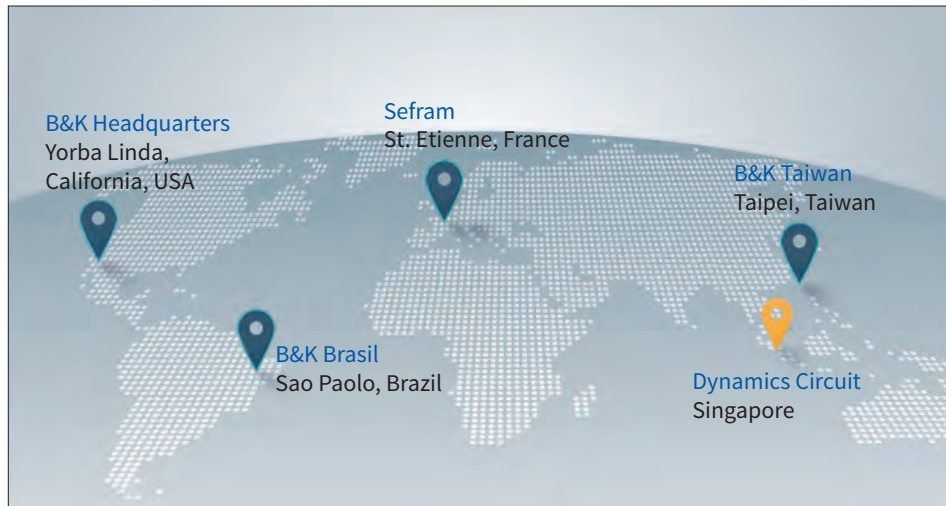 B&K Headquarters
Yorba Linda,
California, USA
Sefram
St. Etienne, France
B&K Taiwan
Taipei, Taiwan
B&K Brasil
Sao Paolo, Brazil
Dynamics Circuit
Singapore